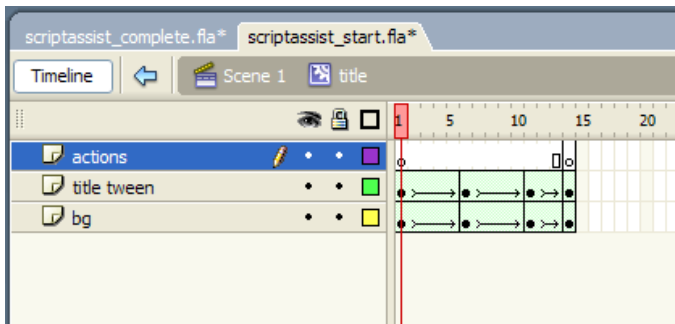 scriptassist_complete.fla* scriptassist_start.fla*
Timeline Scene 1 title
1 5 10 15 20
actions
title tween
bg